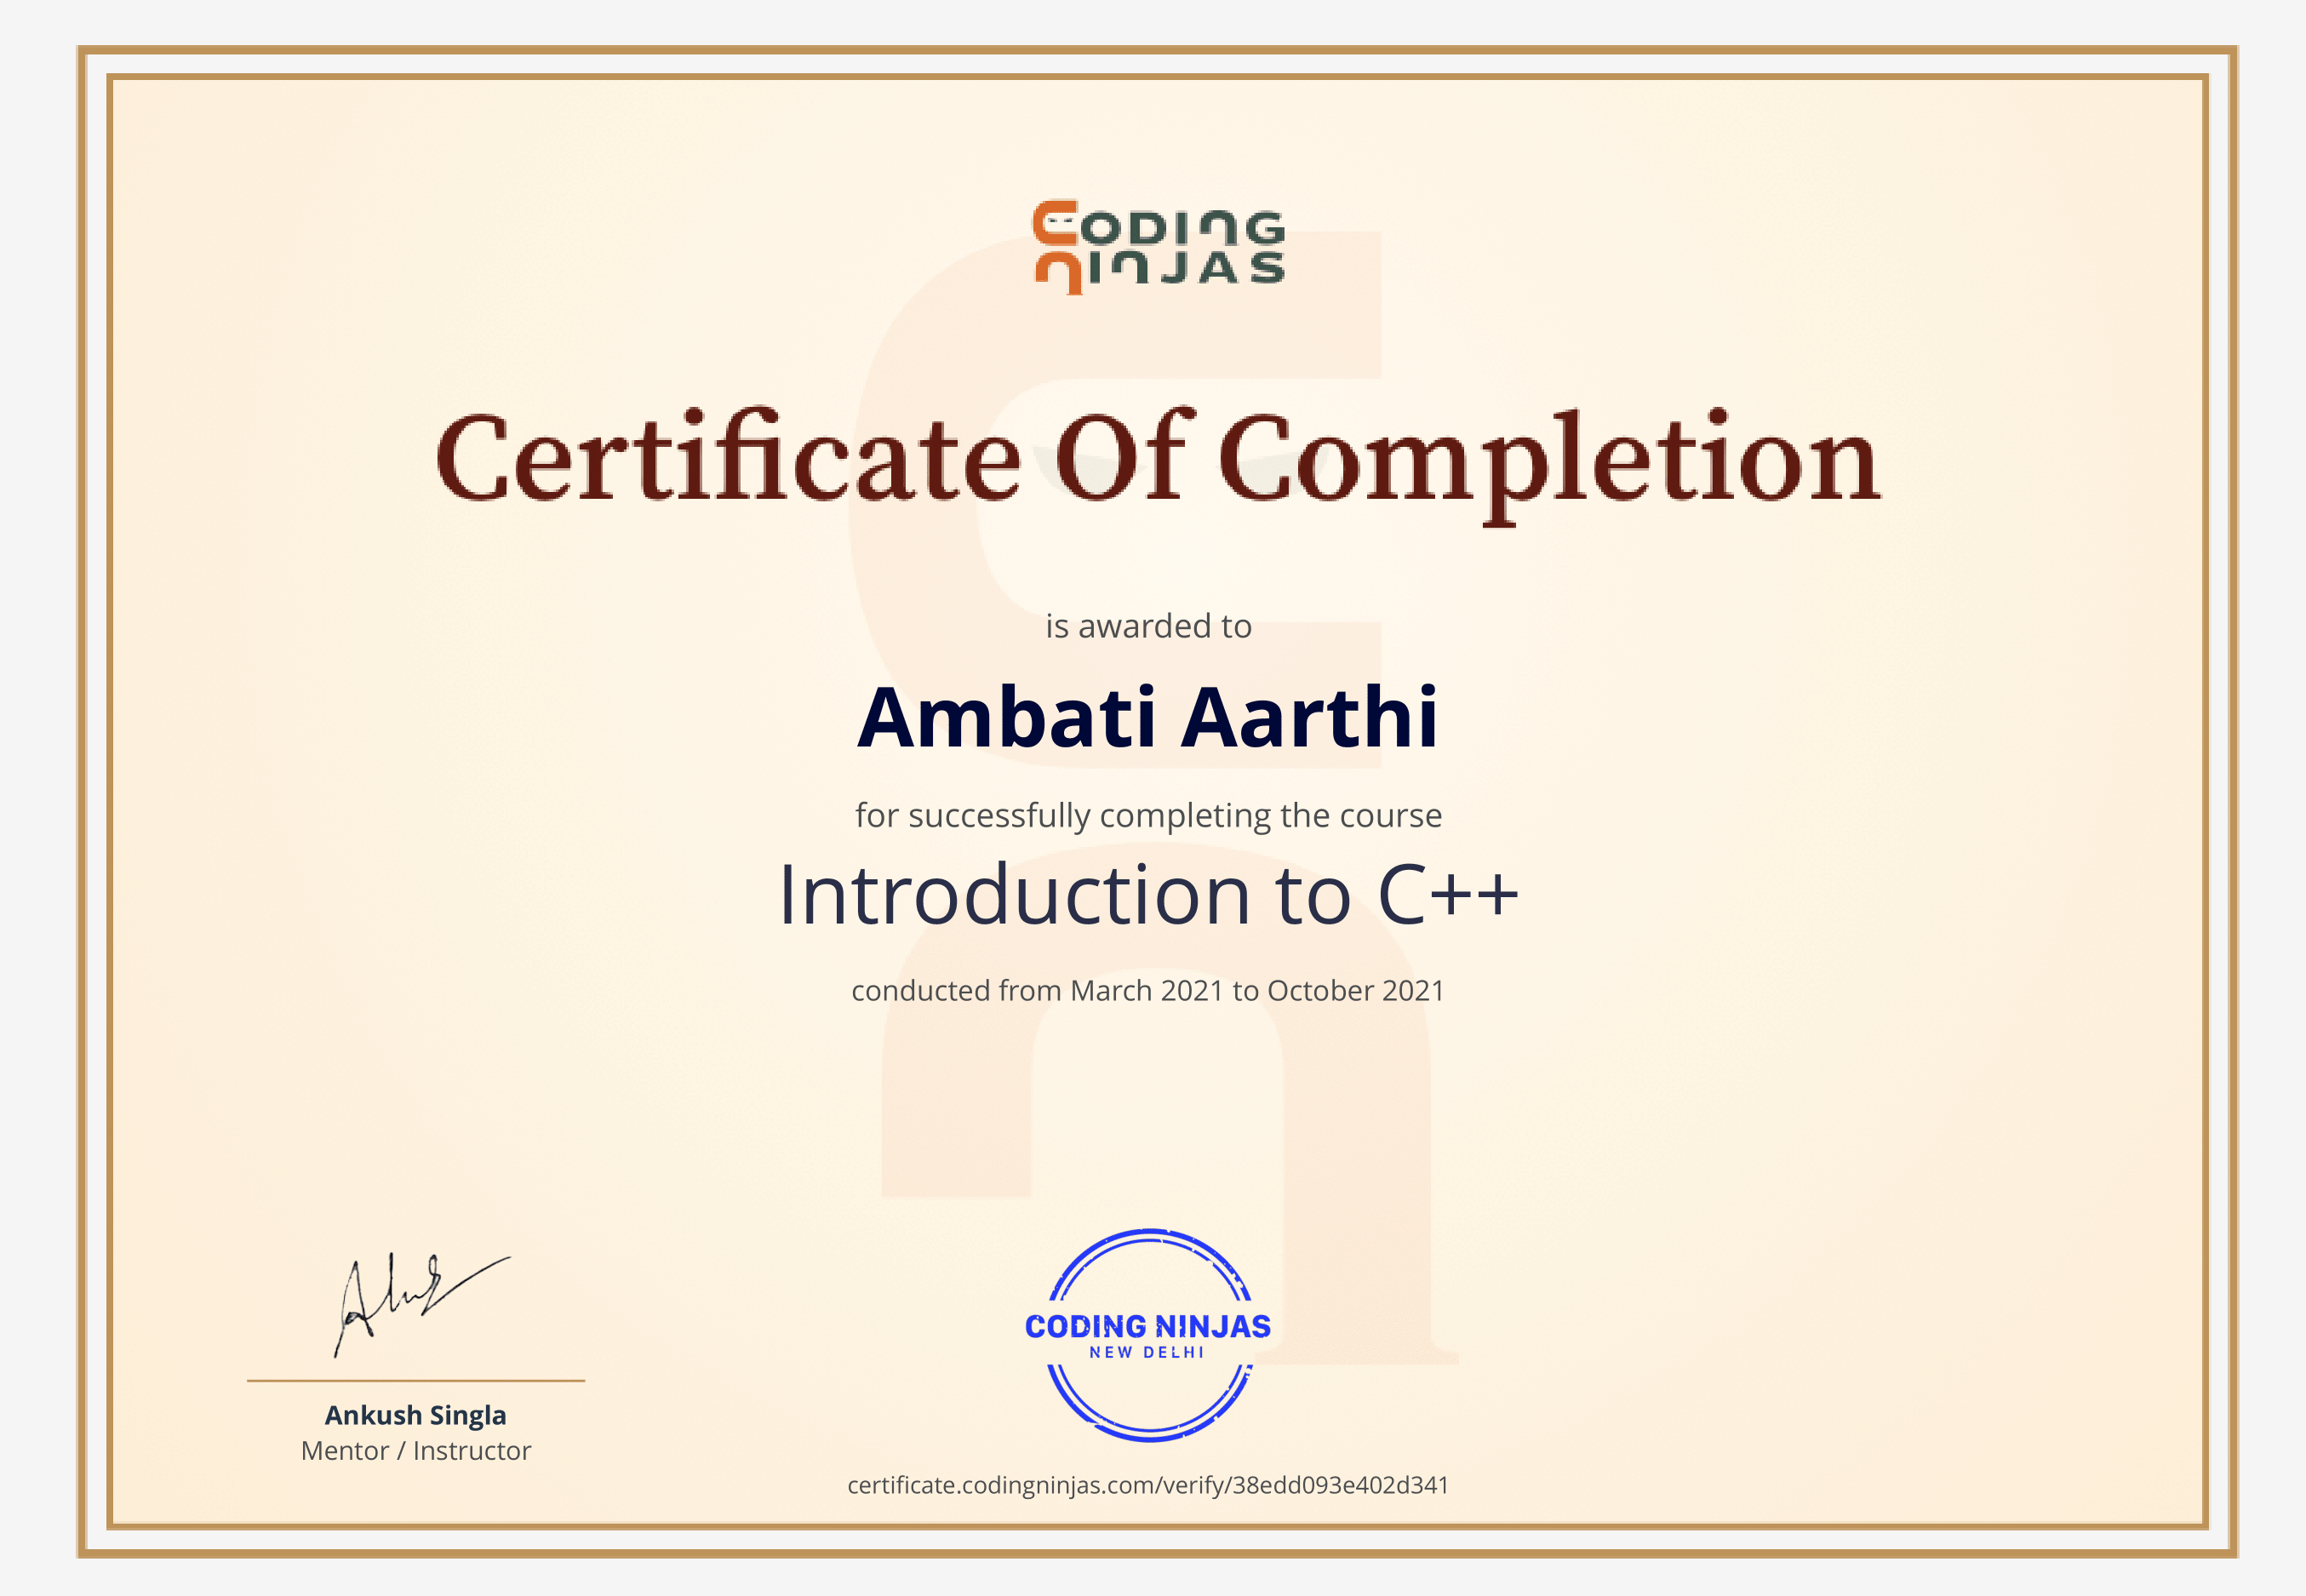 CODING
NINJAS
Certificate Of Completion
is awarded to
Ambati Aarthi
for successfully completing the course
Introduction to C++
conducted from March 2021 to October 2021
CODING NINJAS
NEW DELHI
Ankush Singla
Mentor / Instructor
certificate.codingninjas.com/verify/38edd093e402d341